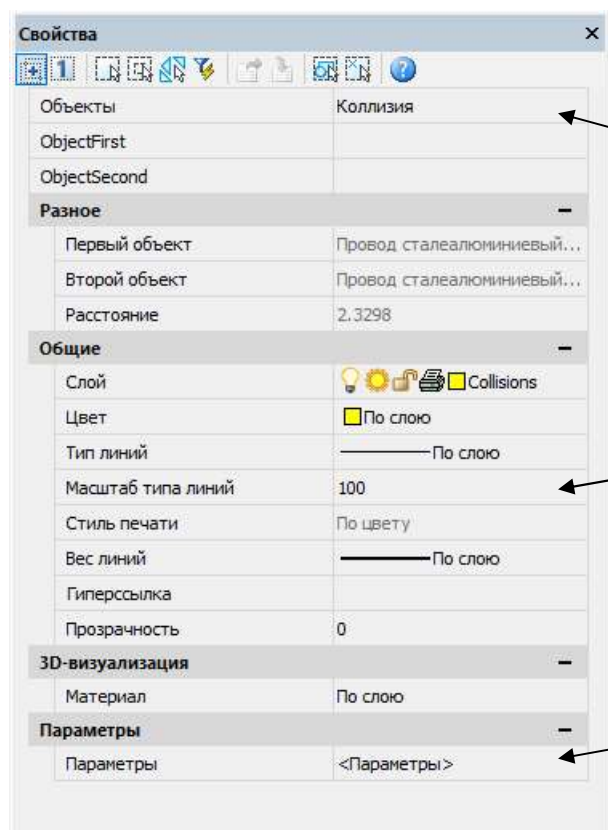 Свойства
1
Объекты Коллизия
ObjectFirst
ObjectSecond
Разное
Первый объект Провод сталеалюминиевый...
Второй объект Провод сталеалюминиевый...
Расстояние 2.3298
Общие
Слой Collisions
Цвет По слою
Тип линий По слою
Масштаб типа линий 100
Стиль печати По цвету
Вес линий По слою
Гиперссылка
Прозрачность 0
3D-визуализация
Материал По слою
Параметры
Параметры <Параметры>